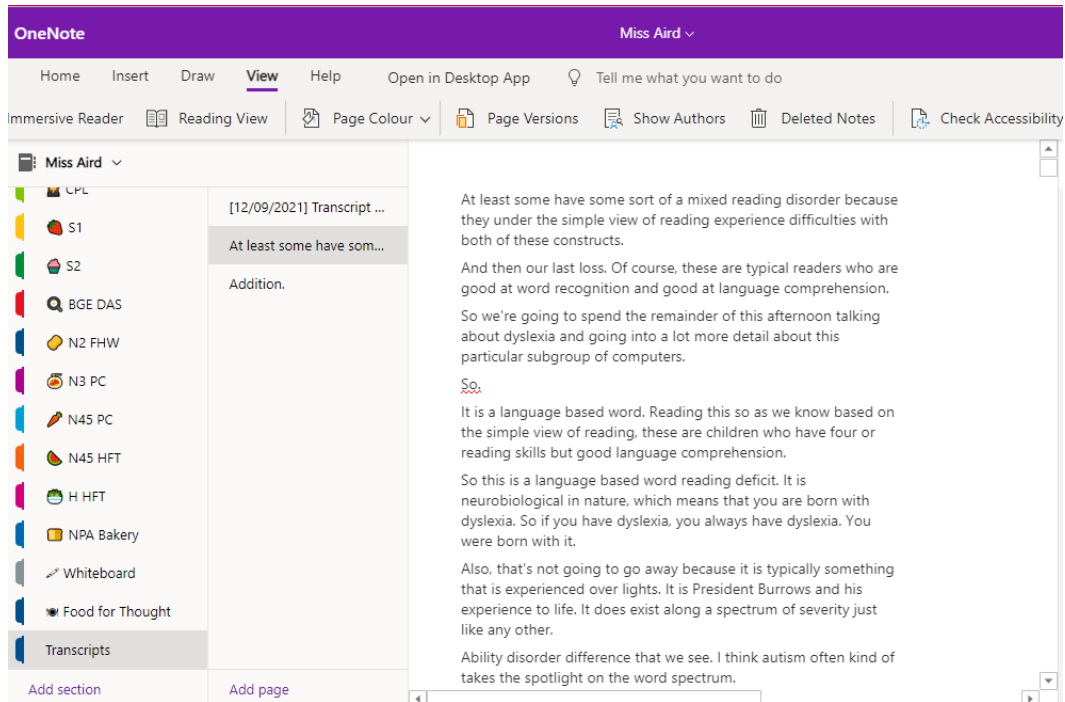 OneNote
Miss Aird
Home Insert Draw View Help Open in Desktop App Tell me what you want to do
Immersive Reader Reading View Page Colour Page Versions Show Authors Deleted Notes Check Accessibility
Miss Aird
CPL
S1
S2
BGE DAS
N2 FHW
N3 PC
N45 PC
N45 HFT
H HFT
NPA Bakery
Whiteboard
Food for Thought
Transcripts
Add section
[12/09/2021] Transcript ...
At least some have som...
Addition.
Add page
At least some have some sort of a mixed reading disorder because
they under the simple view of reading experience difficulties with
both of these constructs.
And then our last loss. Of course, these are typical readers who are
good at word recognition and good at language comprehension.
So we're going to spend the remainder of this afternoon talking
about dyslexia and going into a lot more detail about this
particular subgroup of computers.
So,
It is a language based word. Reading this so as we know based on
the simple view of reading, these are children who have four or
reading skills but good language comprehension.
So this is a language based word reading deficit. It is
neurobiological in nature, which means that you are born with
dyslexia. So if you have dyslexia, you always have dyslexia. You
were born with it.
Also, that's not going to go away because it is typically something
that is experienced over lights. It is President Burrows and his
experience to life. It does exist along a spectrum of severity just
like any other.
Ability disorder difference that we see. I think autism often kind of
takes the spotlight on the word spectrum.